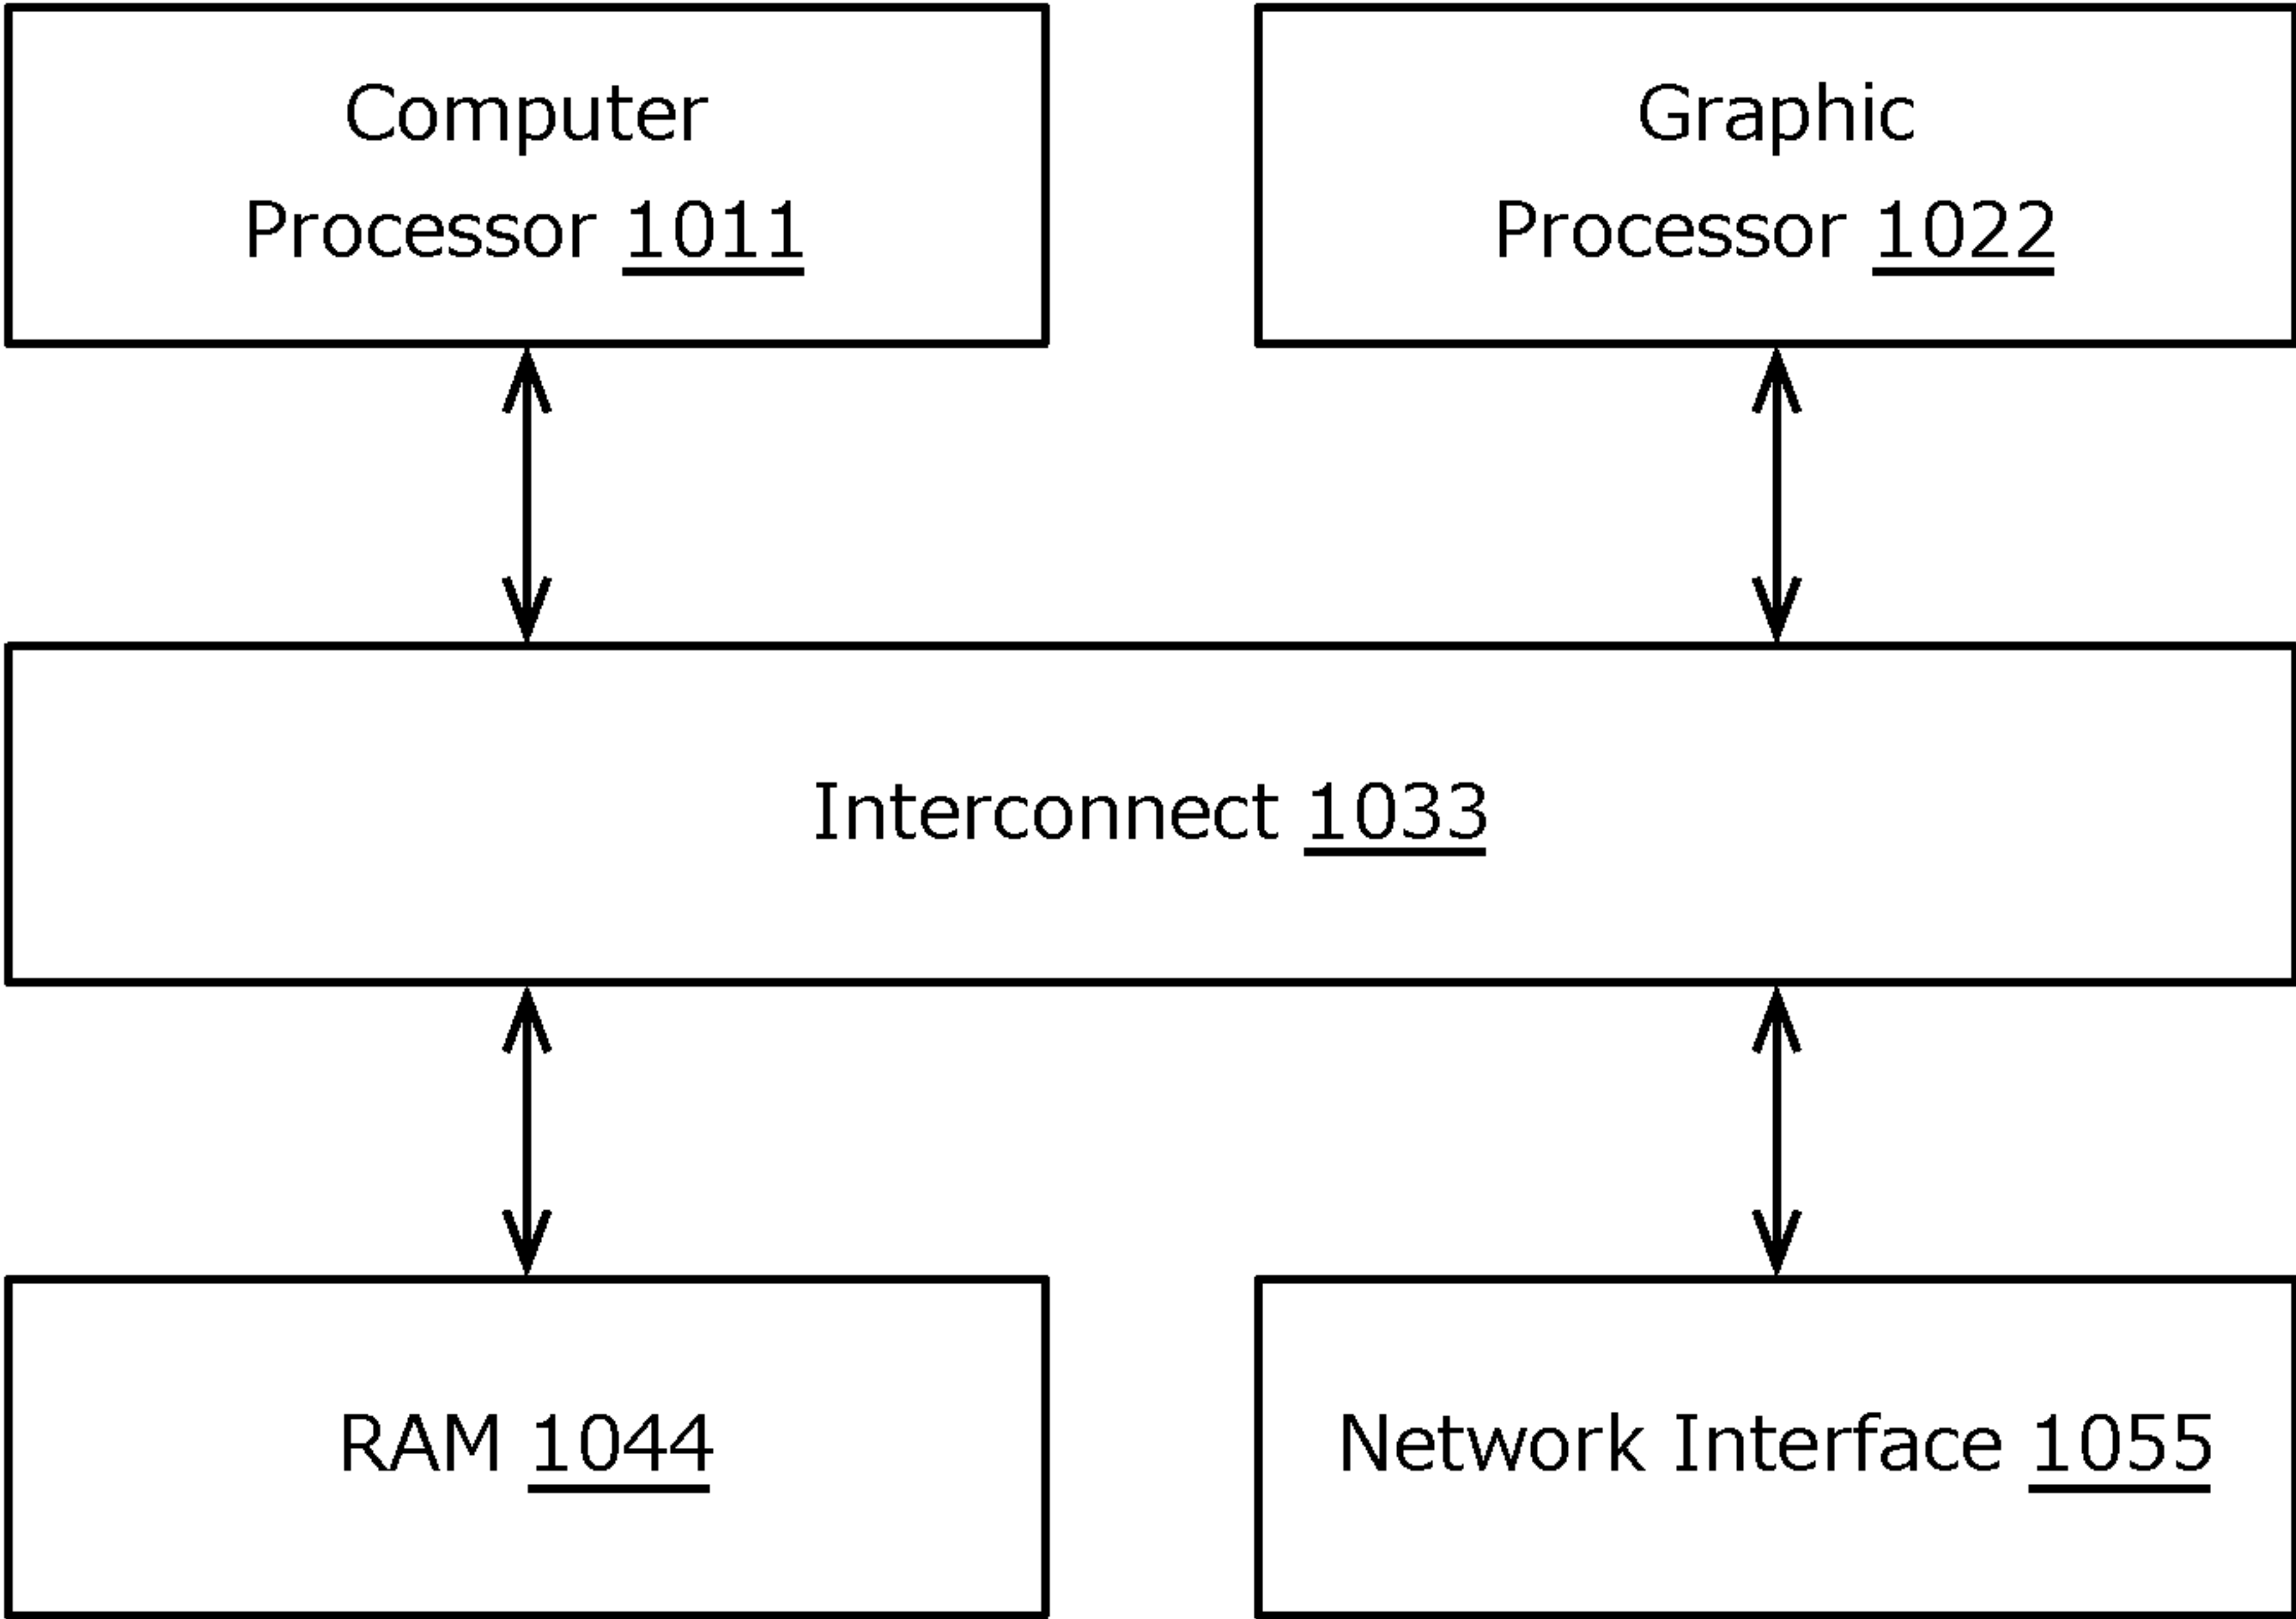 Computer
Processor 1011
Graphic
Processor 1022
Interconnect 1033
RAM 1044
Network Interface 1055